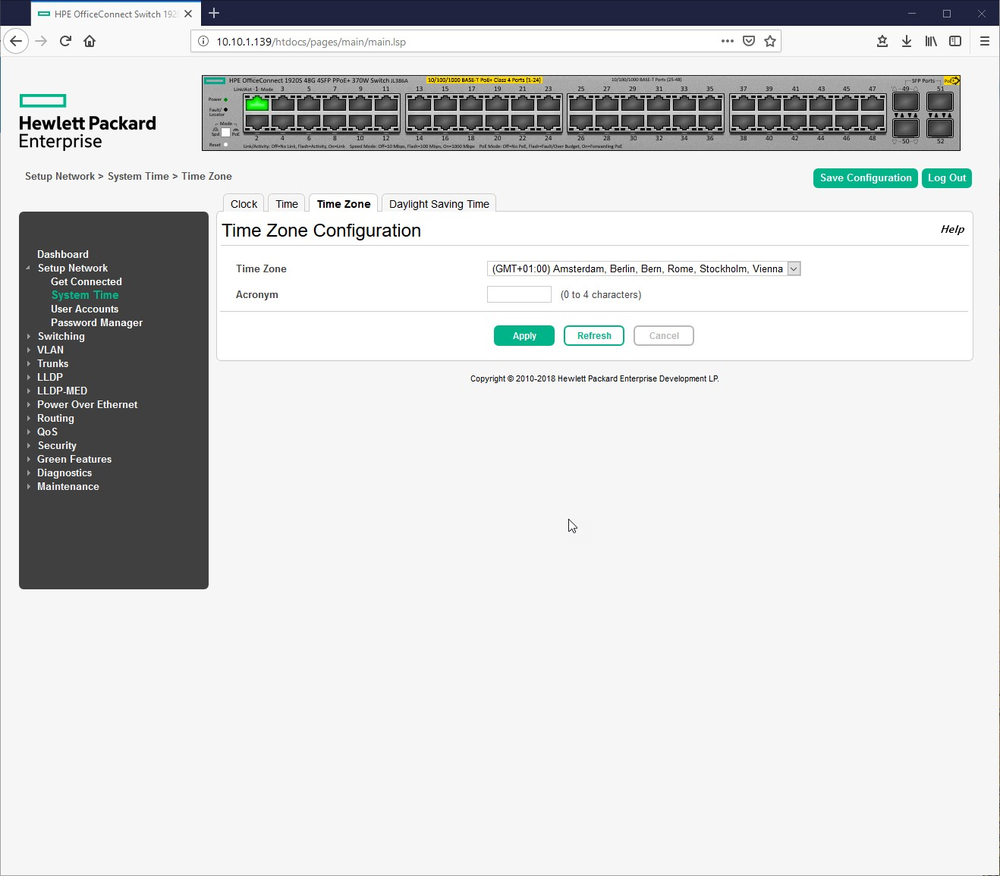 HPE OfficeConnect Switch 1920
10.10.1.139/htdocs/pages/main/main.lsp
Hewlett Packard
Enterprise
HPE OfficeConnect 1920S 48G 4SFP PPoE+ 370W Switch JL386A
10/100/1000 BASE-T PoE+ Class 4 Ports (1-24)
10/100/1000 BASE-T Ports (25-48)
SFP Ports
PoE+
Link/Act 1 Mode 3 5 7 9 11 13 15 17 19 21 23 25 27 29 31 33 35 37 39 41 43 45 47 49 51
Power
Fault/
Locator
Mode
Spd PoE
Reset
2 4 6 8 10 12 14 16 18 20 22 24 26 28 30 32 34 36 38 40 42 44 46 48 50 52
Link/Activity: Off=No Link, Flash=Activity, On=Link Speed Mode: Off=10 Mbps, Flash=100 Mbps, On=1000 Mbps PoE Mode: Off=No PoE, Flash=Fault/Over Budget, On=Forwarding PoE
Setup Network > System Time > Time Zone
Save Configuration
Log Out
Clock
Time
Time Zone
Daylight Saving Time
Time Zone Configuration
Help
Time Zone
(GMT+01:00) Amsterdam, Berlin, Bern, Rome, Stockholm, Vienna
Acronym
(0 to 4 characters)
Apply
Refresh
Cancel
Copyright © 2010-2018 Hewlett Packard Enterprise Development LP.
Dashboard
Setup Network
Get Connected
System Time
User Accounts
Password Manager
Switching
VLAN
Trunks
LLDP
LLDP-MED
Power Over Ethernet
Routing
QoS
Security
Green Features
Diagnostics
Maintenance